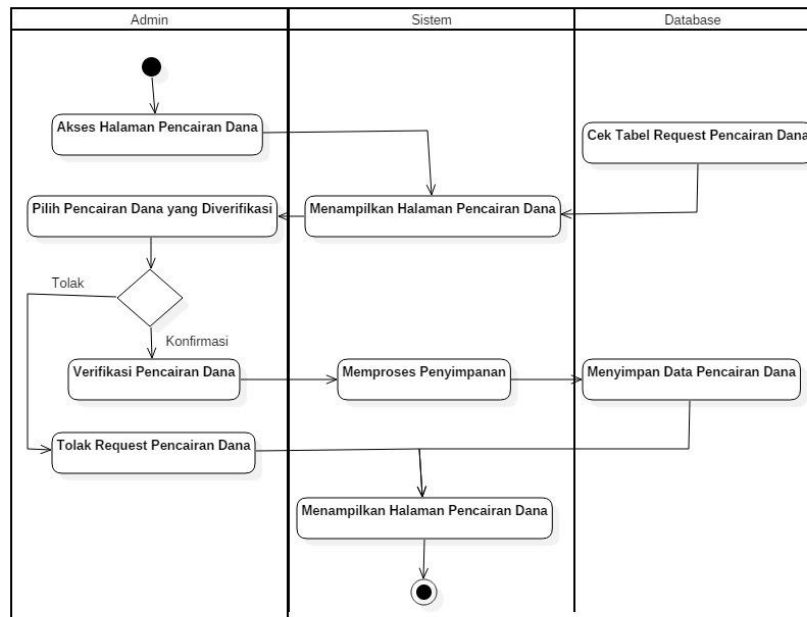 Admin
Sistem
Database
Akses Halaman Pencairan Dana
Cek Tabel Request Pencairan Dana
Pilih Pencairan Dana yang Diverifikasi
Menampilkan Halaman Pencairan Dana
Tolak
Konfirmasi
Verifikasi Pencairan Dana
Memproses Penyimpanan
Menyimpan Data Pencairan Dana
Tolak Request Pencairan Dana
Menampilkan Halaman Pencairan Dana